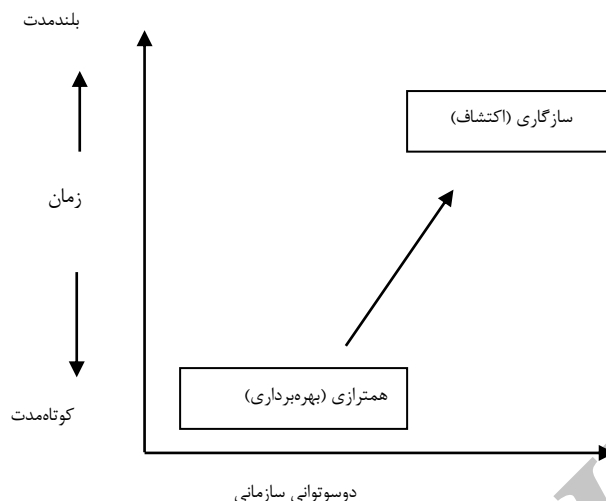 بلندمدت
سازگاری (اکتشاف)
زمان
همترازی (بهره‌برداری)
کوتاه‌مدت
دوسوتوانی سازمانی